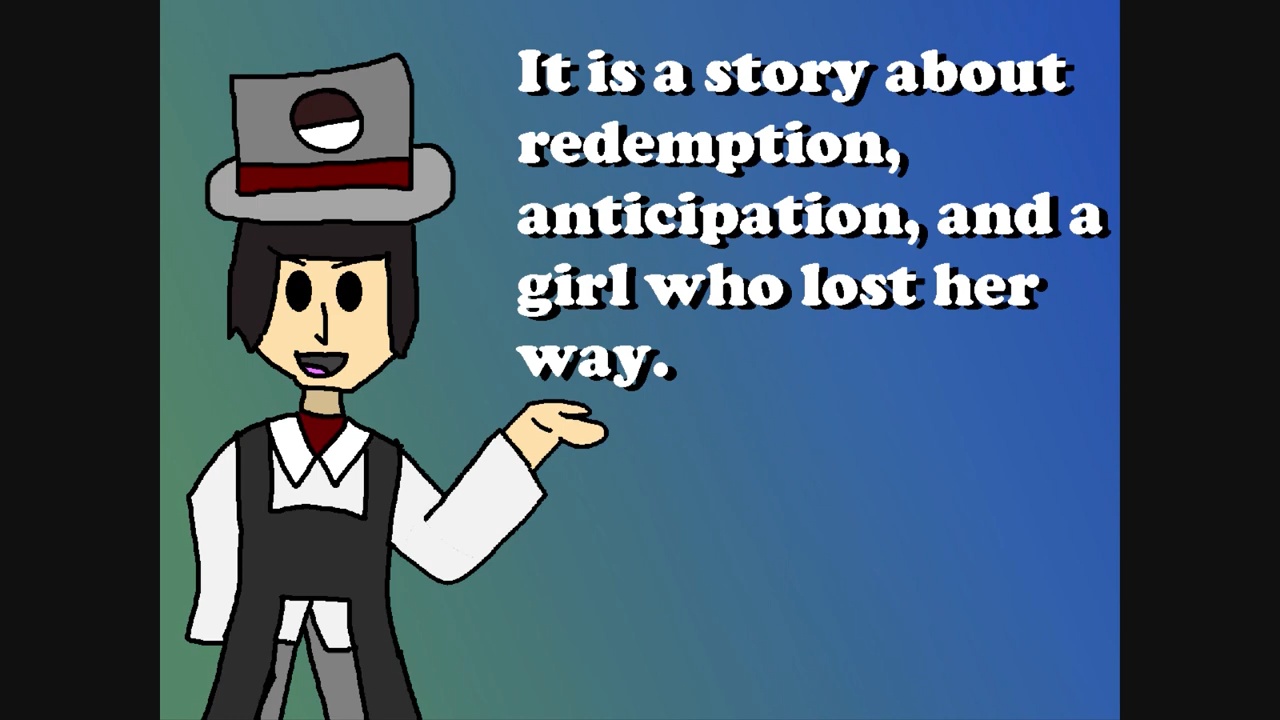 It is a story about
redemption,
anticipation, and a
girl who lost her
way.